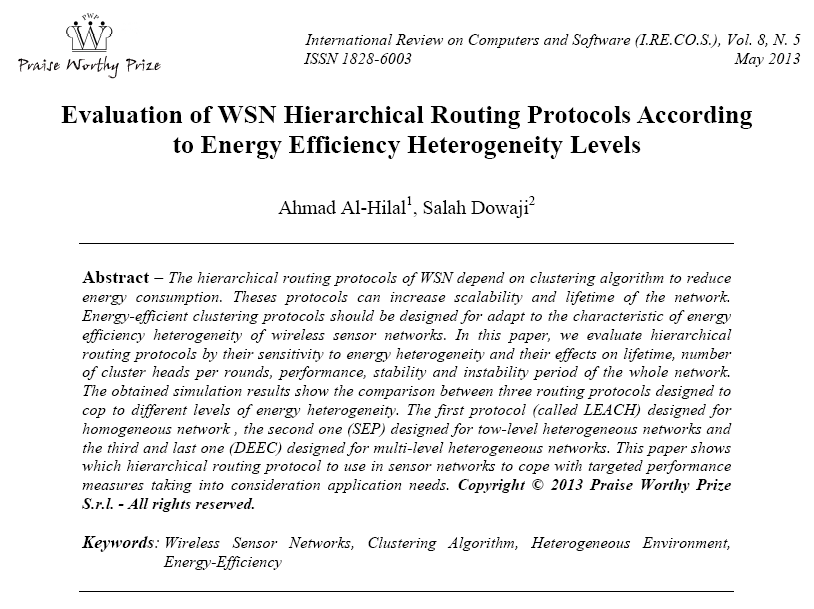 PWP
Praise Worthy Prize
International Review on Computers and Software (I.RE.CO.S.), Vol. 8, N. 5
ISSN 1828-6003 May 2013
Evaluation of WSN Hierarchical Routing Protocols According
to Energy Efficiency Heterogeneity Levels
Ahmad Al-Hilal1, Salah Dowaji2
Abstract – The hierarchical routing protocols of WSN depend on clustering algorithm to reduce
energy consumption. Theses protocols can increase scalability and lifetime of the network.
Energy-efficient clustering protocols should be designed for adapt to the characteristic of energy
efficiency heterogeneity of wireless sensor networks. In this paper, we evaluate hierarchical
routing protocols by their sensitivity to energy heterogeneity and their effects on lifetime, number
of cluster heads per rounds, performance, stability and instability period of the whole network.
The obtained simulation results show the comparison between three routing protocols designed to
cop to different levels of energy heterogeneity. The first protocol (called LEACH) designed for
homogeneous network , the second one (SEP) designed for tow-level heterogeneous networks and
the third and last one (DEEC) designed for multi-level heterogeneous networks. This paper shows
which hierarchical routing protocol to use in sensor networks to cope with targeted performance
measures taking into consideration application needs. Copyright © 2013 Praise Worthy Prize
S.r.l. - All rights reserved.
Keywords: Wireless Sensor Networks, Clustering Algorithm, Heterogeneous Environment,
Energy-Efficiency